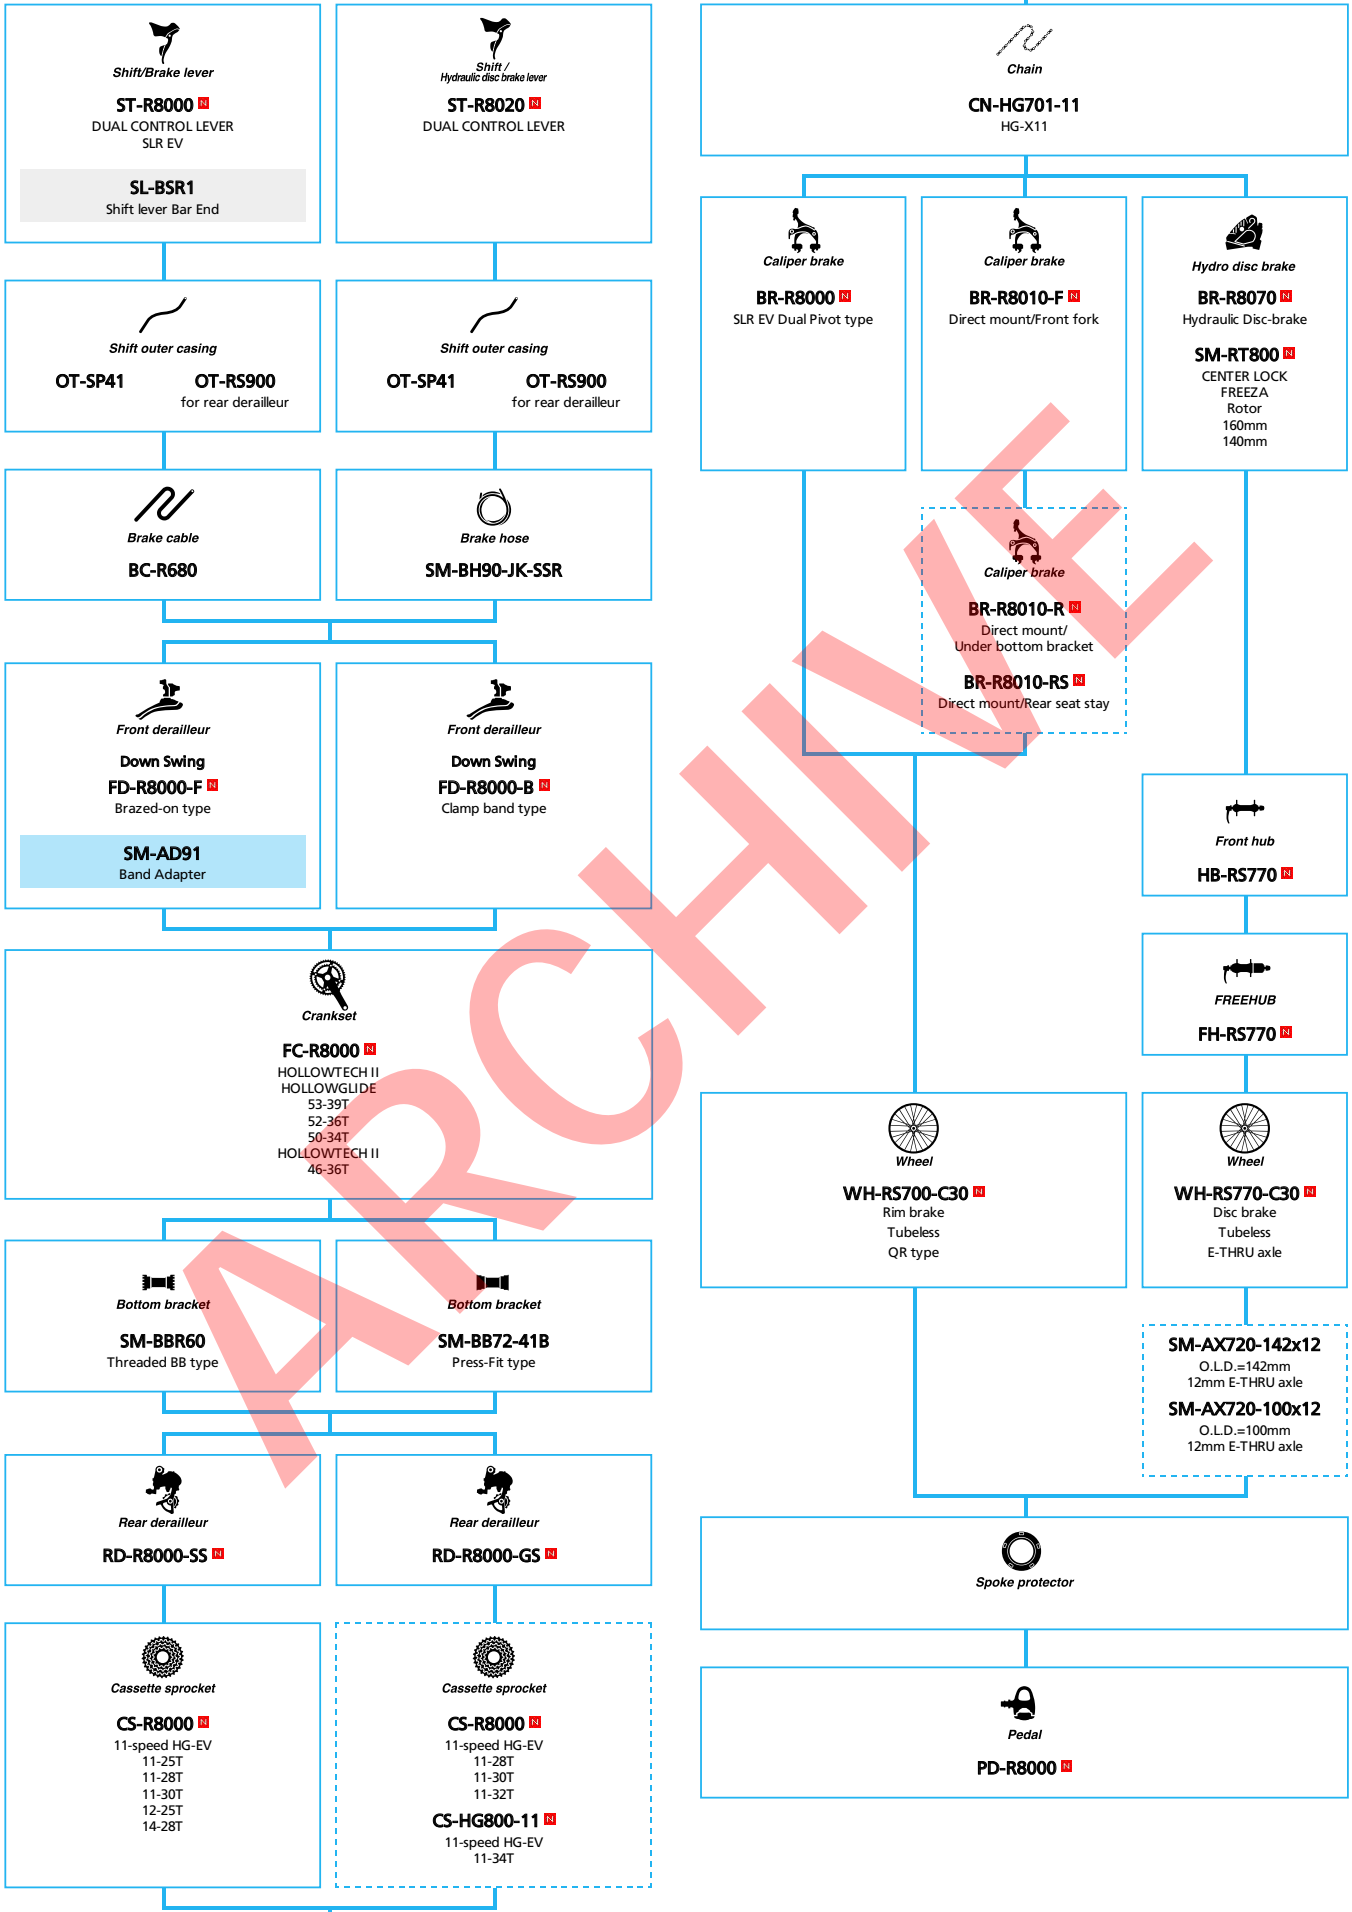 Shift/Brake lever
ST-R8000 N
DUAL CONTROL LEVER
SLR EV
SL-BSR1
Shift lever Bar End
Shift /
Hydraulic disc brake lever
ST-R8020 N
DUAL CONTROL LEVER
Shift outer casing
OT-SP41
OT-RS900
for rear derailleur
Shift outer casing
OT-SP41
OT-RS900
for rear derailleur
Brake cable
BC-R680
Brake hose
SM-BH90-JK-SSR
Front derailleur
Down Swing
FD-R8000-F N
Brazed-on type
SM-AD91
Band Adapter
Front derailleur
Down Swing
FD-R8000-B N
Clamp band type
Crankset
FC-R8000 N
HOLLOWTECH II
HOLLOWGLIDE
53-39T
52-36T
50-34T
HOLLOWTECH II
46-36T
Bottom bracket
SM-BBR60
Threaded BB type
Bottom bracket
SM-BB72-41B
Press-Fit type
Rear derailleur
RD-R8000-SS N
Rear derailleur
RD-R8000-GS N
Cassette sprocket
CS-R8000 N
11-speed HG-EV
11-25T
11-28T
11-30T
12-25T
14-28T
Cassette sprocket
CS-R8000 N
11-speed HG-EV
11-28T
11-30T
11-32T
CS-HG800-11 N
11-speed HG-EV
11-34T
Chain
CN-HG701-11
HG-X11
Caliper brake
BR-R8000 N
SLR EV Dual Pivot type
Caliper brake
BR-R8010-F N
Direct mount/Front fork
Hydro disc brake
BR-R8070 N
Hydraulic Disc-brake
SM-RT800 N
CENTER LOCK
FREEZA
Rotor
160mm
140mm
Caliper brake
BR-R8010-R N
Direct mount/
Under bottom bracket
BR-R8010-RS N
Direct mount/Rear seat stay
Front hub
HB-RS770 N
FREEHUB
FH-RS770 N
Wheel
WH-RS700-C30 N
Rim brake
Tubeless
QR type
Wheel
WH-RS770-C30 N
Disc brake
Tubeless
E-THRU axle
SM-AX720-142x12
O.L.D.=142mm
12mm E-THRU axle
SM-AX720-100x12
O.L.D.=100mm
12mm E-THRU axle
Spoke protector
Pedal
PD-R8000 N
ARCHIVE